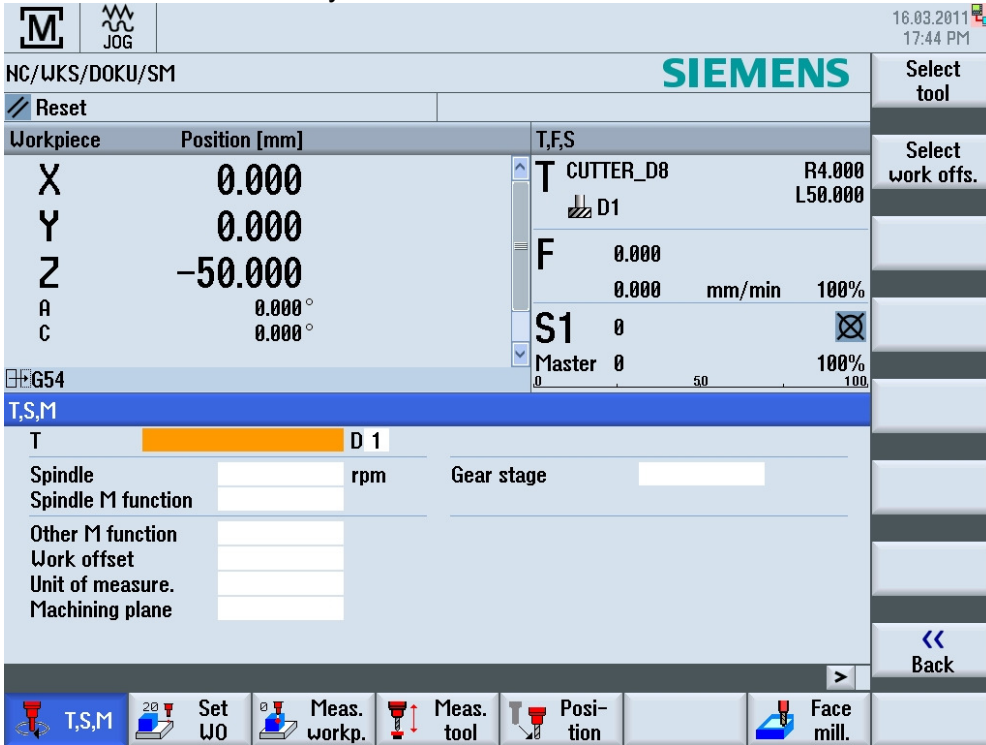 M
JOG
16.03.2011
17:44 PM
NC/WKS/DOKU/SM
SIEMENS
Select
tool
Reset
Workpiece Position [mm]
T,F,S
Select
work offs.
X 0.000
Y 0.000
Z -50.000
A 0.000°
C 0.000°
T CUTTER_D8 R4.000
L50.000
D1
F 0.000
0.000 mm/min 100%
S1 0
Master 0 100%
0 50 100
G54
T,S,M
T D 1
Spindle rpm Gear stage
Spindle M function
Other M function
Work offset
Unit of measure.
Machining plane
<<
Back
>
T,S,M
20 Set
WO
0 Meas.
workp.
Meas.
tool
Posi-
tion
Face
mill.